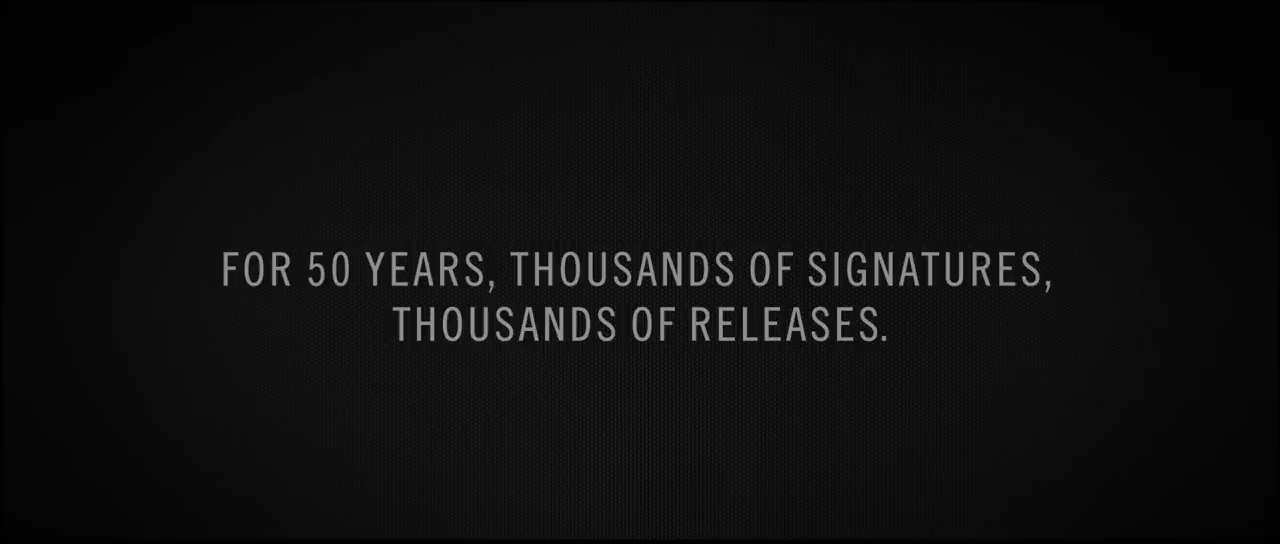 FOR 50 YEARS, THOUSANDS OF SIGNATURES,
THOUSANDS OF RELEASES.